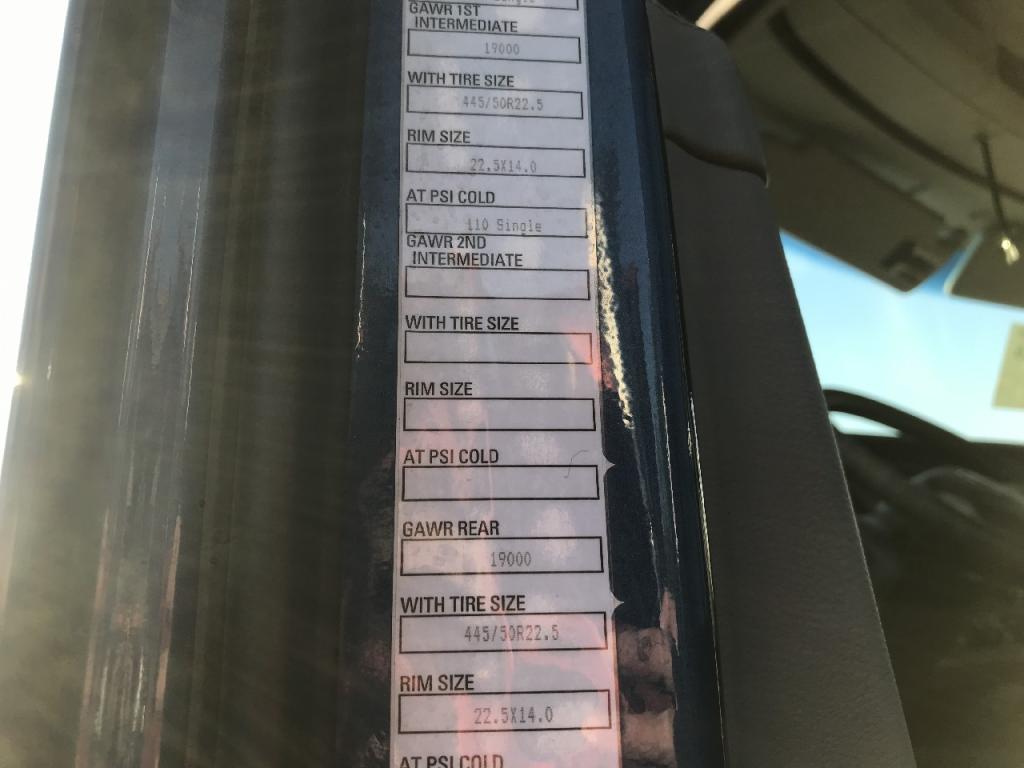 GAWR 1ST
INTERMEDIATE
19000
WITH TIRE SIZE
445/50R22.5
RIM SIZE
22.5X14.0
AT PSI COLD
110 Single
GAWR 2ND
INTERMEDIATE
WITH TIRE SIZE
RIM SIZE
AT PSI COLD
GAWR REAR
19000
WITH TIRE SIZE
445/50R22.5
RIM SIZE
22.5X14.0
AT PSI COLD